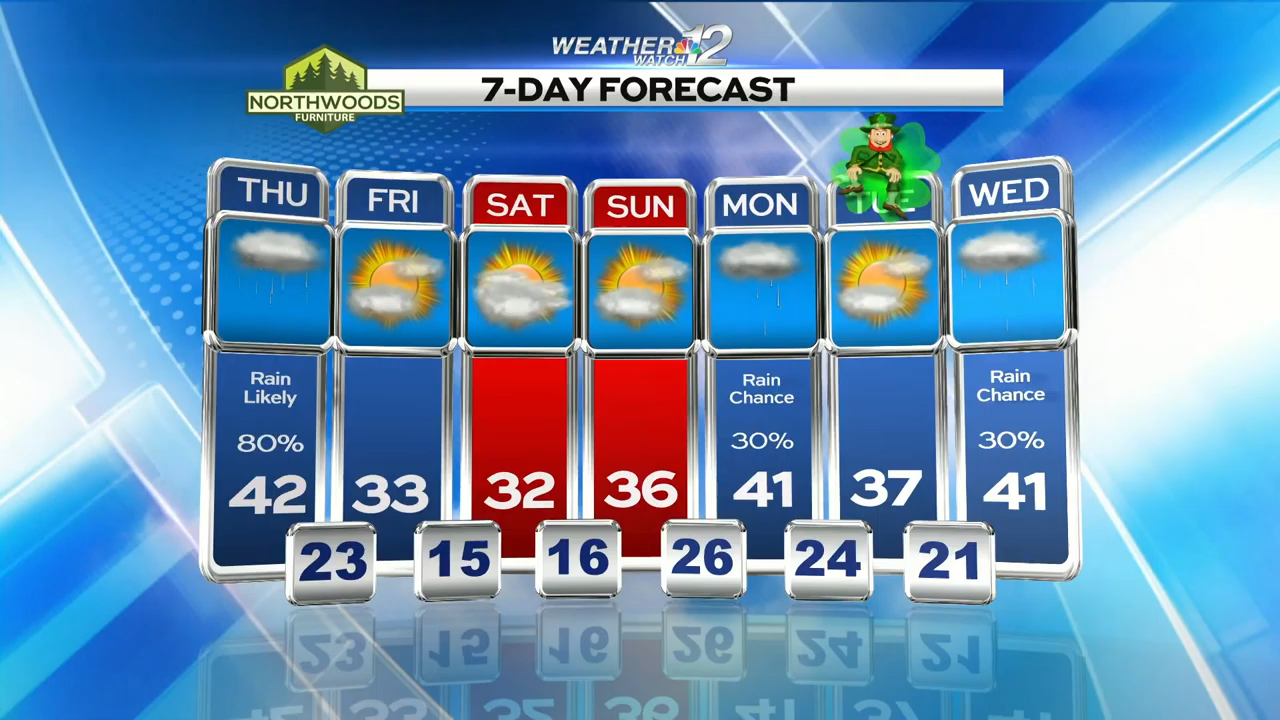 WEATHER 12
WATCH
NORTHWOODS
FURNITURE
7-DAY FORECAST
THU FRI SAT SUN MON TUE WED
Rain Likely
80%
42
33
32
36
Rain Chance
30%
41
37
Rain Chance
30%
41
23 15 16 26 24 21